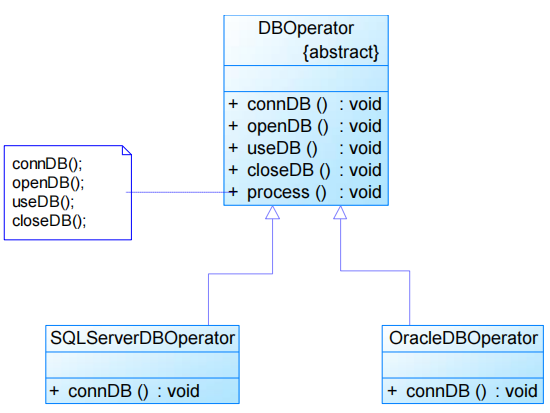 DBOperator
{abstract}
+ connDB () : void
+ openDB () : void
+ useDB () : void
+ closeDB () : void
+ process () : void
connDB();
openDB();
useDB();
closeDB();
SQLServerDBOperator
+ connDB () : void
OracleDBOperator
+ connDB () : void